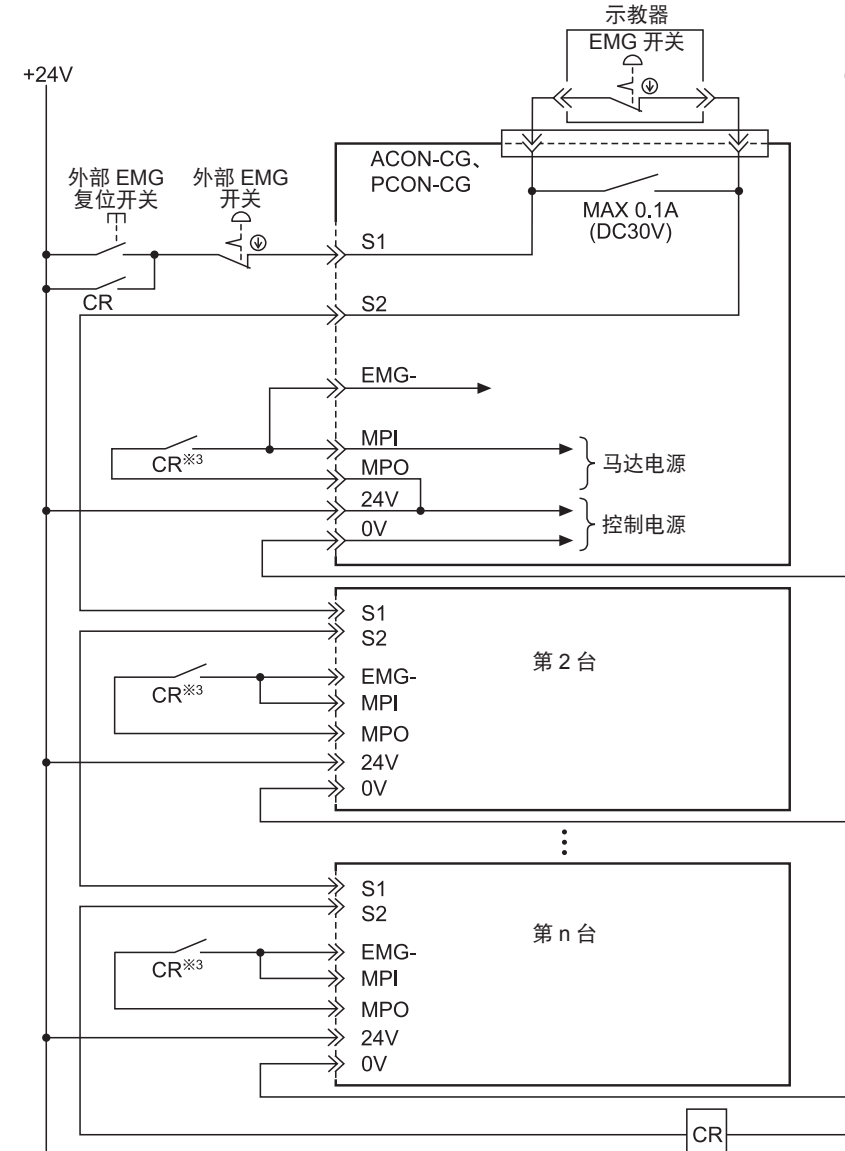 示教器
EMG 开关
+24V
ACON-CG、
PCON-CG
外部 EMG
复位开关
外部 EMG
开关
MAX 0.1A
(DC30V)
S1
CR
S2
EMG-
MPI
CR※3
MPO
马达电源
24V
0V
控制电源
S1
S2
第 2 台
EMG-
CR※3
MPI
MPO
24V
0V
S1
S2
第 n 台
EMG-
CR※3
MPI
MPO
24V
0V
CR